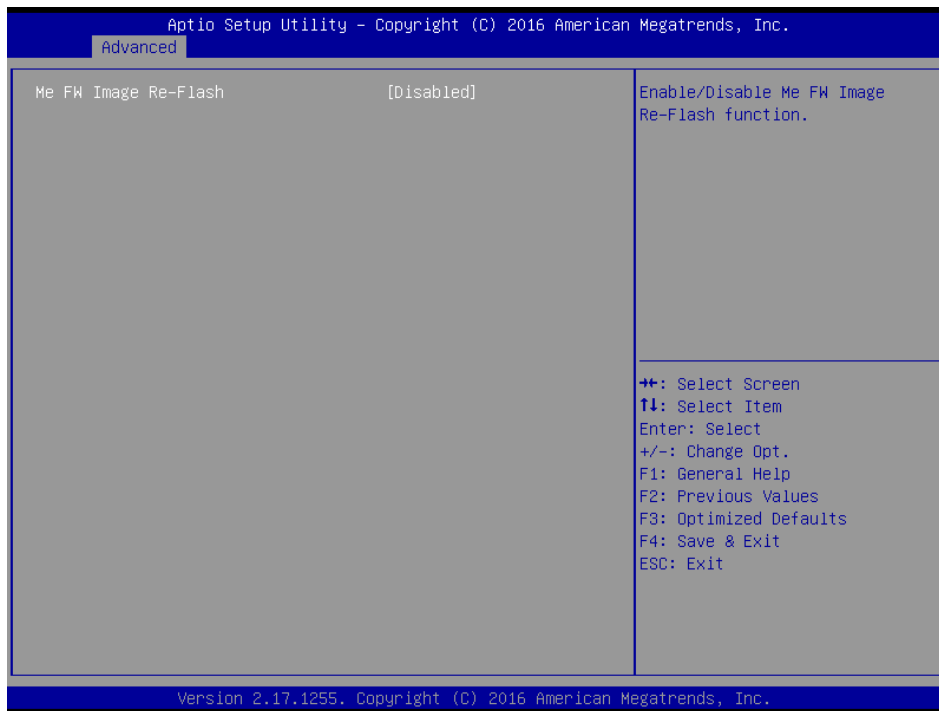 Aptio Setup Utility – Copyright (C) 2016 American Megatrends, Inc.
Advanced
Me FW Image Re-Flash [Disabled]
Enable/Disable Me FW Image
Re-Flash function.
→←: Select Screen
↑↓: Select Item
Enter: Select
+/-: Change Opt.
F1: General Help
F2: Previous Values
F3: Optimized Defaults
F4: Save & Exit
ESC: Exit
Version 2.17.1255. Copyright (C) 2016 American Megatrends, Inc.